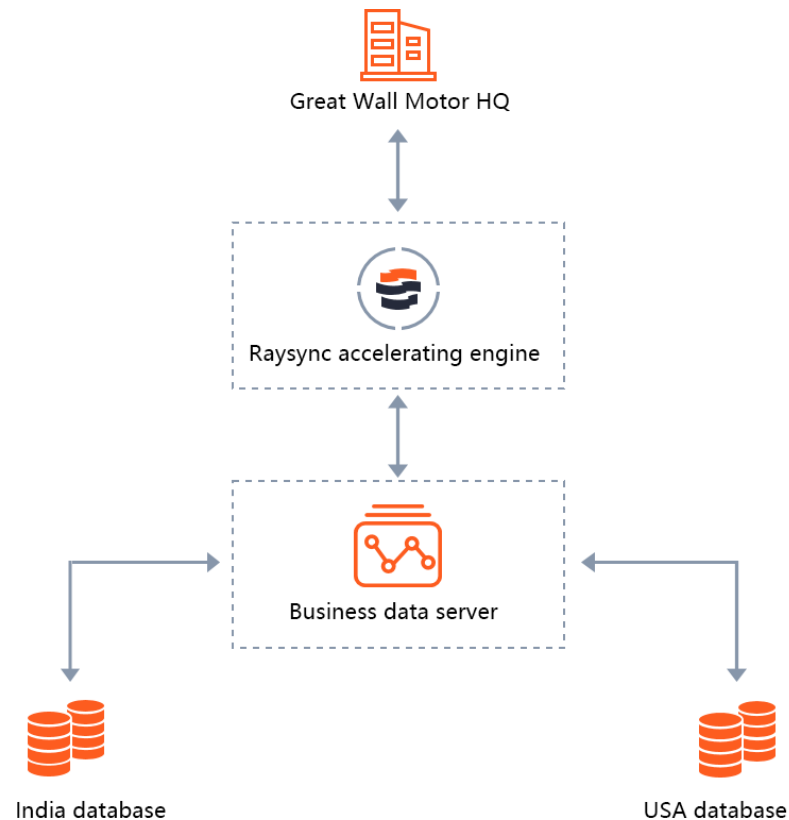 Great Wall Motor HQ
Raysync accelerating engine
Business data server
India database
USA database